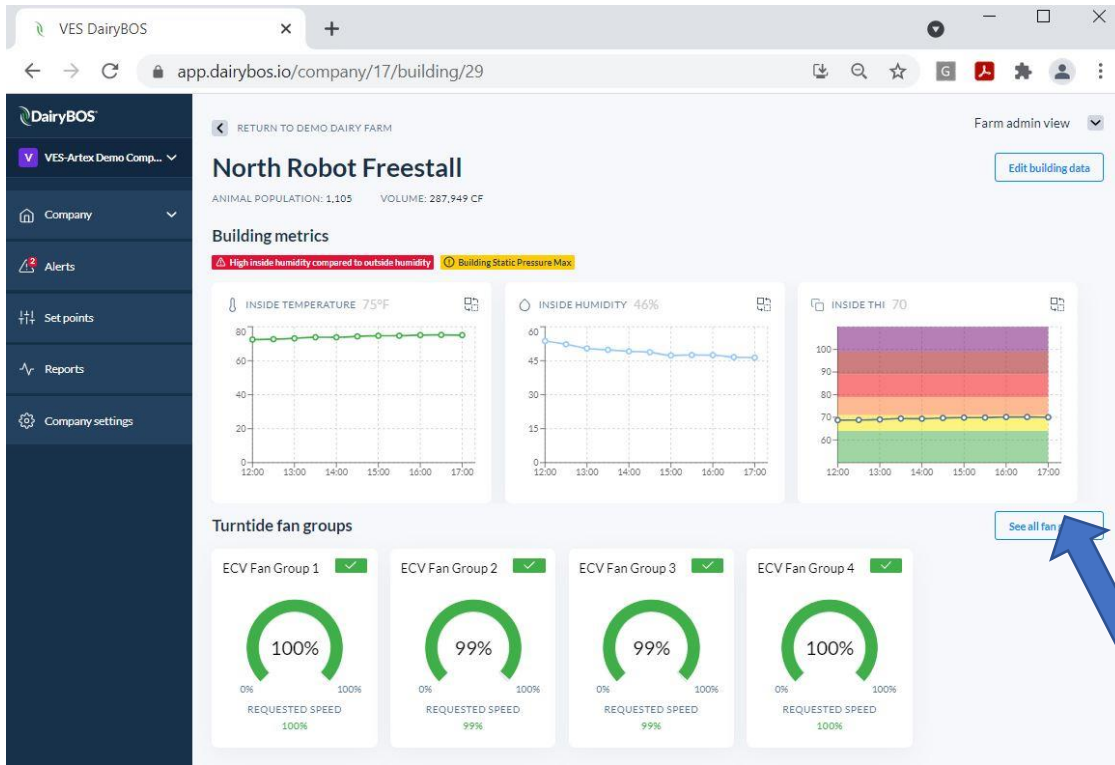 VES DairyBOS
app.dairybos.io/company/17/building/29
G
DairyBOS
V VES-Artex Demo Comp...
Company
2
Alerts
Set points
Reports
Company settings
RETURN TO DEMO DAIRY FARM
Farm admin view
North Robot Freestall
Edit building data
ANIMAL POPULATION: 1,105 VOLUME: 287,949 CF
Building metrics
High inside humidity compared to outside humidity Building Static Pressure Max
INSIDE TEMPERATURE 75°F
80
60
40
20
0
12:00 13:00 14:00 15:00 16:00 17:00
INSIDE HUMIDITY 46%
60
45
30
15
0
12:00 13:00 14:00 15:00 16:00 17:00
INSIDE THI 70
100
90
80
70
60
12:00 13:00 14:00 15:00 16:00 17:00
Turntide fan groups
See all fan
ECV Fan Group 1
100%
0% 100%
REQUESTED SPEED
100%
ECV Fan Group 2
99%
0% 100%
REQUESTED SPEED
99%
ECV Fan Group 3
99%
0% 100%
REQUESTED SPEED
99%
ECV Fan Group 4
100%
0% 100%
REQUESTED SPEED
100%